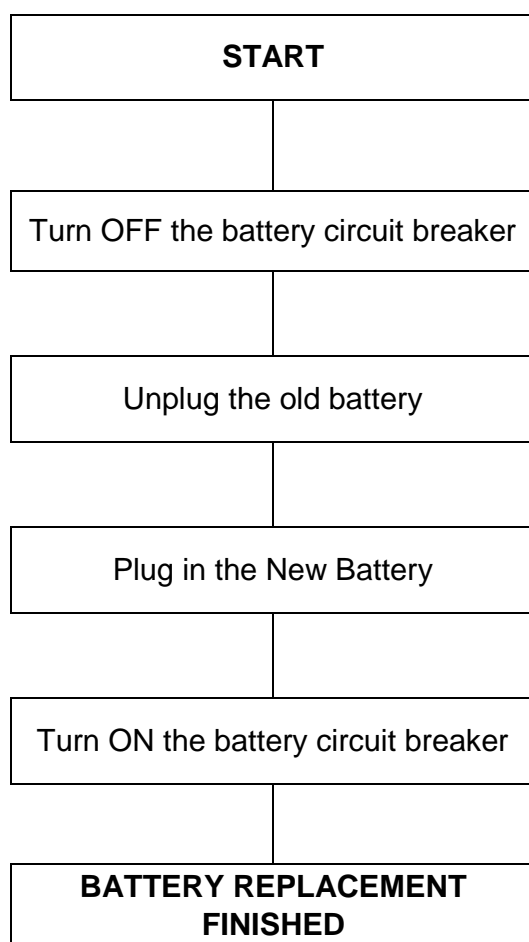 START
Turn OFF the battery circuit breaker
Unplug the old battery
Plug in the New Battery
Turn ON the battery circuit breaker
BATTERY REPLACEMENT
FINISHED